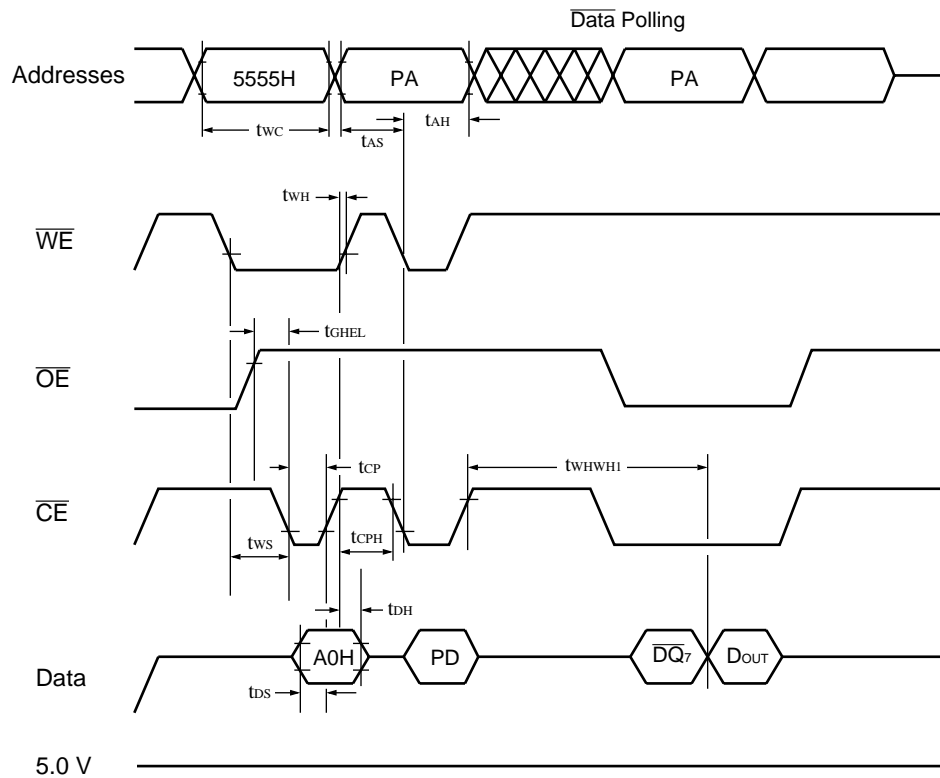 Data Polling
Addresses
5555H
PA
PA
tWC
tAS
tAH
tWH
WE
tGHEL
OE
tCP
tWHWH1
CE
tWS
tCPH
tDH
Data
A0H
PD
DQ7
DOUT
tDS
5.0 V